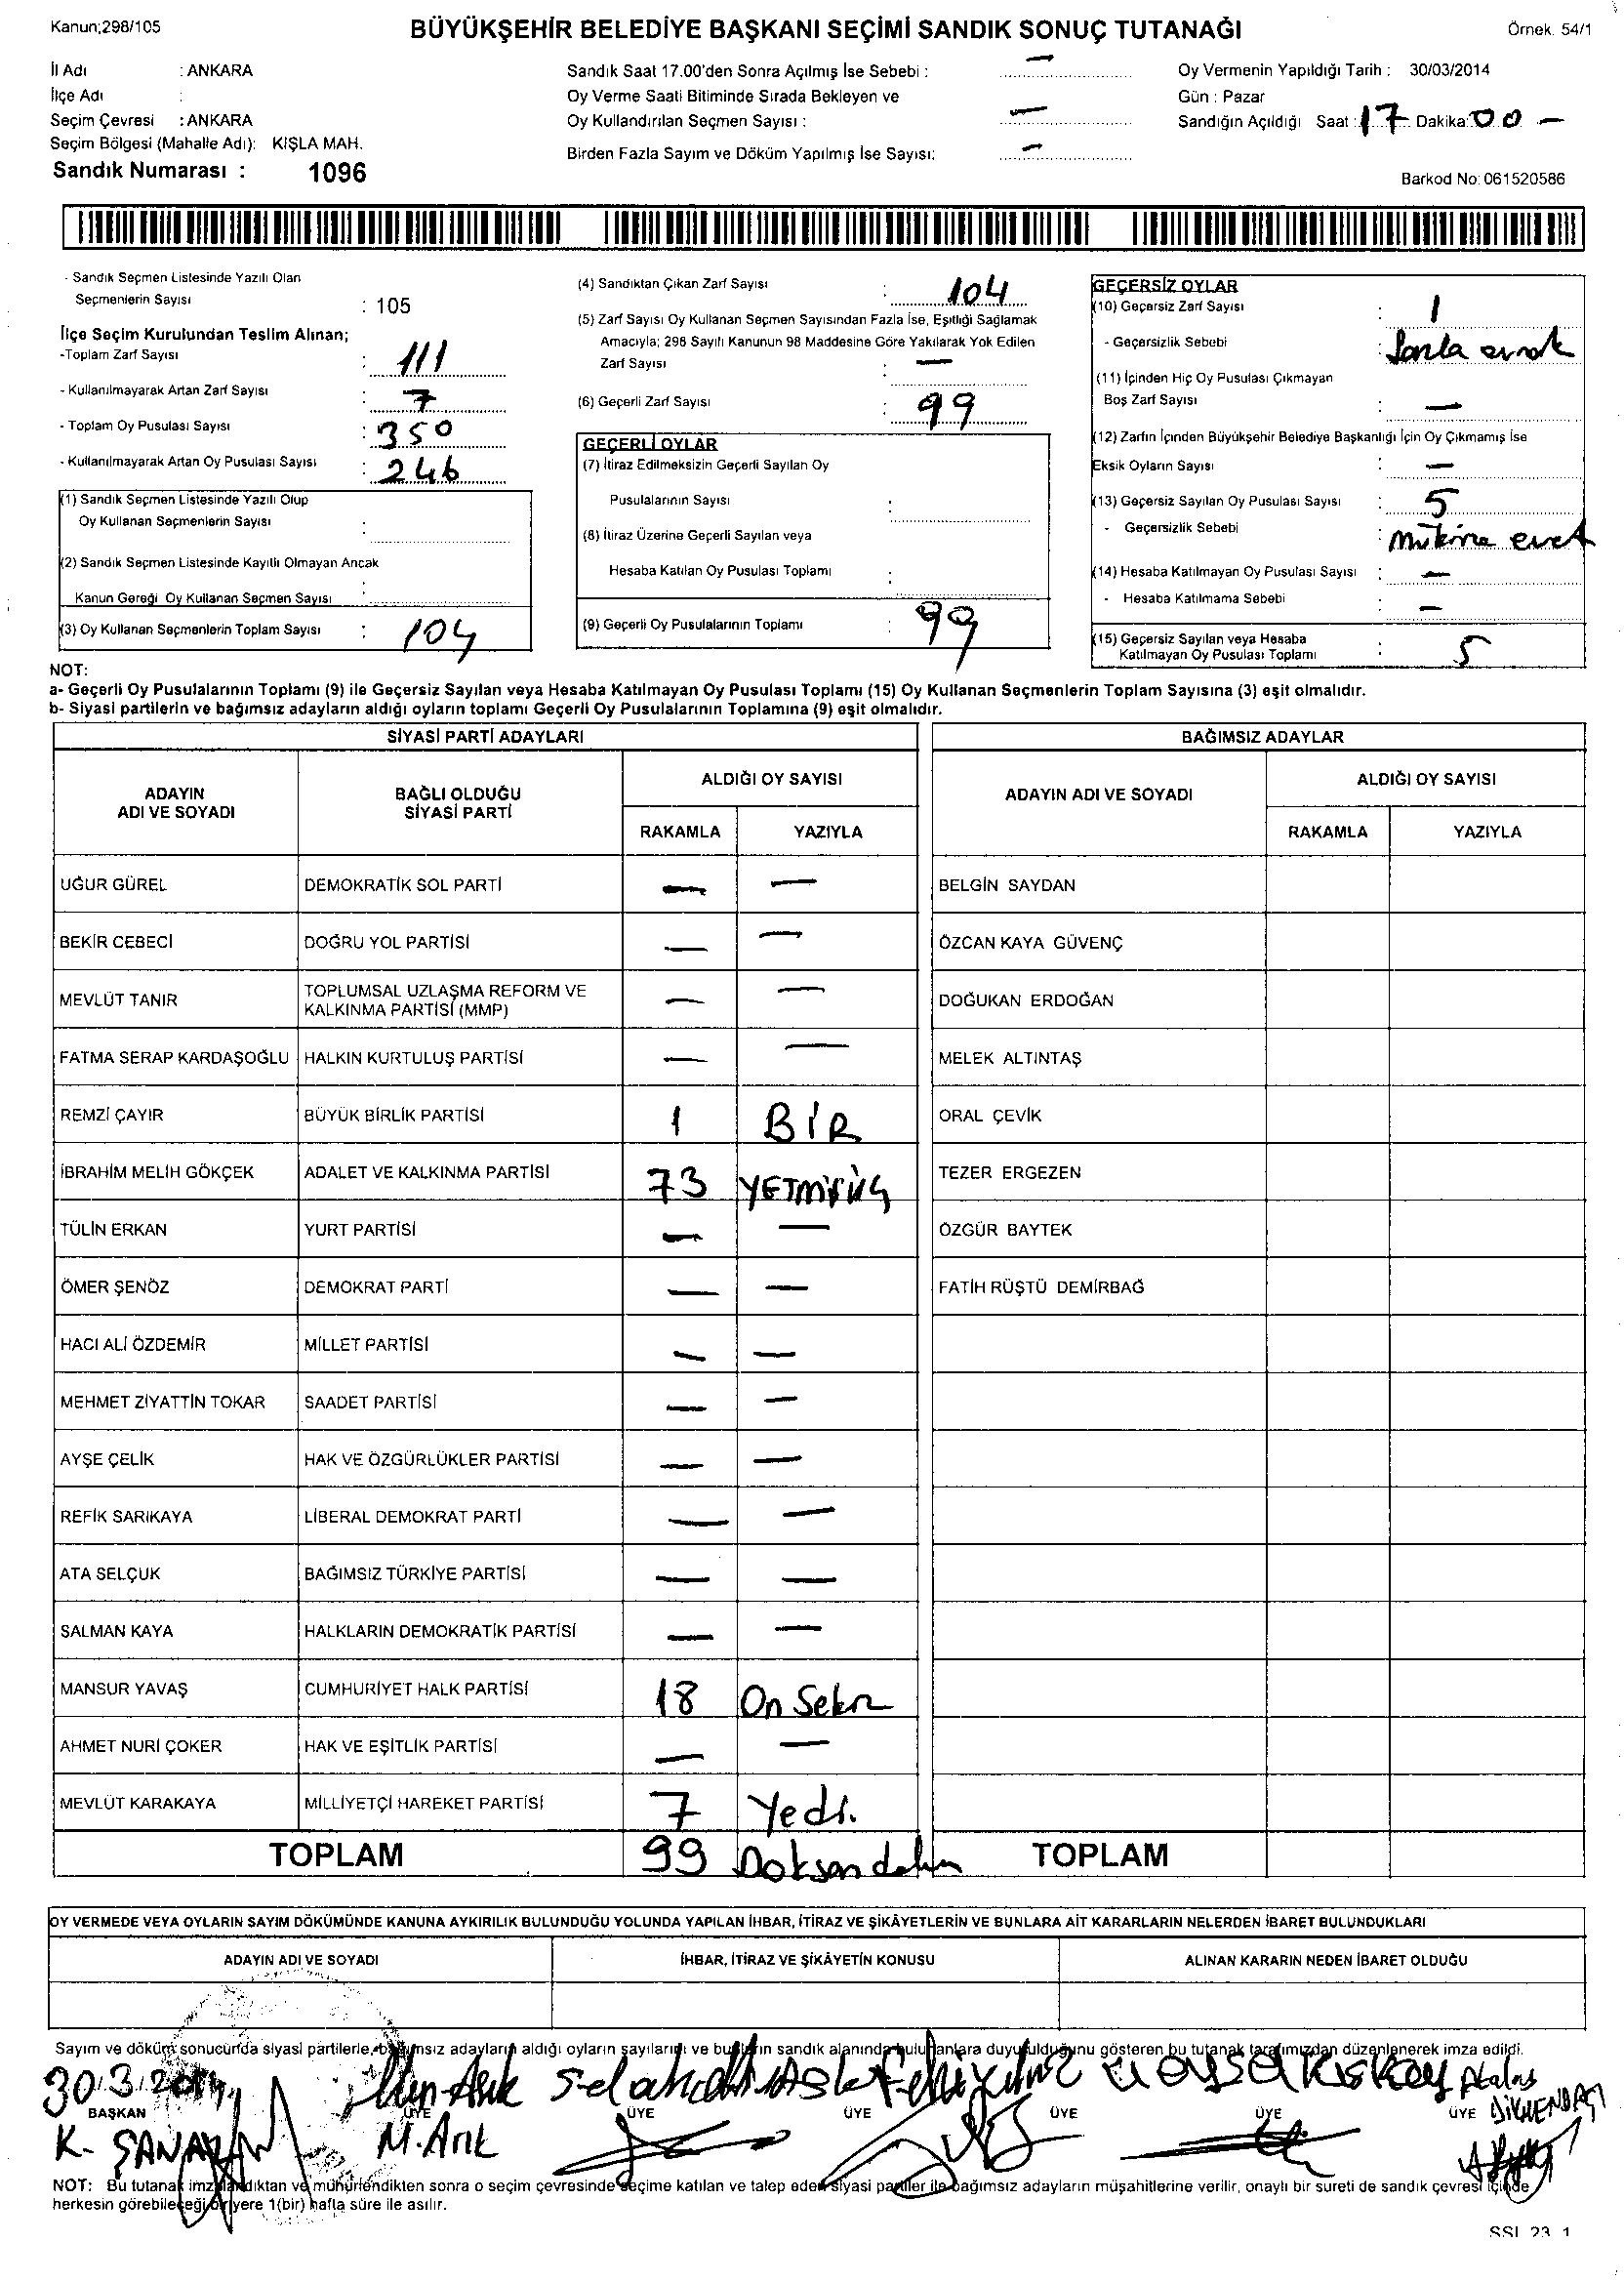 Kanun;298/105
BÜYÜKŞEHİR BELEDİYE BAŞKANI SEÇİMİ SANDIK SONUÇ TUTANAĞI
Örnek. 54/1
İl Adı : ANKARA
İlçe Adı :
Seçim Çevresi : ANKARA
Seçim Bölgesi (Mahalle Adı): KIŞLA MAH.
Sandık Numarası : 1096
Sandık Saat 17.00'den Sonra Açılmış İse Sebebi : —
Oy Verme Saati Bitiminde Sırada Bekleyen ve
Oy Kullandırılan Seçmen Sayısı : —
Birden Fazla Sayım ve Döküm Yapılmış İse Sayısı: —
Oy Vermenin Yapıldığı Tarih : 30/03/2014
Gün : Pazar
Sandığın Açıldığı Saat : 17 Dakika: 00 —
Barkod No: 061520586
- Sandık Seçmen Listesinde Yazılı Olan
Seçmenlerin Sayısı : 105
İlçe Seçim Kurulundan Teslim Alınan;
-Toplam Zarf Sayısı : 111
- Kullanılmayarak Artan Zarf Sayısı : 7
- Toplam Oy Pusulası Sayısı : 350
- Kullanılmayarak Artan Oy Pusulası Sayısı : 246
(1) Sandık Seçmen Listesinde Yazılı Olup
Oy Kullanan Seçmenlerin Sayısı :
(2) Sandık Seçmen Listesinde Kayıtlı Olmayan Ancak
Kanun Gereği Oy Kullanan Seçmen Sayısı :
(3) Oy Kullanan Seçmenlerin Toplam Sayısı : 104
(4) Sandıktan Çıkan Zarf Sayısı : 104
(5) Zarf Sayısı Oy Kullanan Seçmen Sayısından Fazla İse, Eşitliği Sağlamak
Amacıyla; 298 Sayılı Kanunun 98 Maddesine Göre Yakılarak Yok Edilen
Zarf Sayısı : —
(6) Geçerli Zarf Sayısı : 99
GEÇERLİ OYLAR
(7) İtiraz Edilmeksizin Geçerli Sayılan Oy
Pusulalarının Sayısı :
(8) İtiraz Üzerine Geçerli Sayılan veya
Hesaba Katılan Oy Pusulası Toplamı :
(9) Geçerli Oy Pusulalarının Toplamı : 99
GEÇERSİZ OYLAR
(10) Geçersiz Zarf Sayısı : 1
- Geçersizlik Sebebi :
(11) İçinden Hiç Oy Pusulası Çıkmayan
Boş Zarf Sayısı : —
(12) Zarfın İçinden Büyükşehir Belediye Başkanlığı İçin Oy Çıkmamış İse
Eksik Oyların Sayısı : —
(13) Geçersiz Sayılan Oy Pusulası Sayısı : 5
- Geçersizlik Sebebi : evet
(14) Hesaba Katılmayan Oy Pusulası Sayısı : —
- Hesaba Katılmama Sebebi : —
(15) Geçersiz Sayılan veya Hesaba
Katılmayan Oy Pusulası Toplamı : 5
NOT:
a- Geçerli Oy Pusulalarının Toplamı (9) ile Geçersiz Sayılan veya Hesaba Katılmayan Oy Pusulası Toplamı (15) Oy Kullanan Seçmenlerin Toplam Sayısına (3) eşit olmalıdır.
b- Siyasi partilerin ve bağımsız adayların aldığı oyların toplamı Geçerli Oy Pusulalarının Toplamına (9) eşit olmalıdır.
SİYASİ PARTİ ADAYLARI
ADAYIN ADI VE SOYADI BAĞLI OLDUĞU SİYASİ PARTİ ALDIĞI OY SAYISI
RAKAMLA YAZIYLA
UĞUR GÜREL DEMOKRATİK SOL PARTİ — —
BEKİR CEBECİ DOĞRU YOL PARTİSİ — —
MEVLÜT TANIR TOPLUMSAL UZLAŞMA REFORM VE KALKINMA PARTİSİ (MMP) — —
FATMA SERAP KARDAŞOĞLU HALKIN KURTULUŞ PARTİSİ — —
REMZİ ÇAYIR BÜYÜK BİRLİK PARTİSİ 1 BİR
İBRAHİM MELİH GÖKÇEK ADALET VE KALKINMA PARTİSİ 73 YETMİŞÜÇ
TÜLİN ERKAN YURT PARTİSİ — —
ÖMER ŞENÖZ DEMOKRAT PARTİ — —
HACI ALİ ÖZDEMİR MİLLET PARTİSİ — —
MEHMET ZİYATTİN TOKAR SAADET PARTİSİ — —
AYŞE ÇELİK HAK VE ÖZGÜRLÜKLER PARTİSİ — —
REFİK SARIKAYA LİBERAL DEMOKRAT PARTİ — —
ATA SELÇUK BAĞIMSIZ TÜRKİYE PARTİSİ — —
SALMAN KAYA HALKLARIN DEMOKRATİK PARTİSİ — —
MANSUR YAVAŞ CUMHURİYET HALK PARTİSİ 18 On Sekiz
AHMET NURİ ÇOKER HAK VE EŞİTLİK PARTİSİ — —
MEVLÜT KARAKAYA MİLLİYETÇİ HAREKET PARTİSİ 7 Yedi.
TOPLAM 99 Doksan dokuz
BAĞIMSIZ ADAYLAR
ADAYIN ADI VE SOYADI ALDIĞI OY SAYISI
RAKAMLA YAZIYLA
BELGİN SAYDAN
ÖZCAN KAYA GÜVENÇ
DOĞUKAN ERDOĞAN
MELEK ALTINTAŞ
ORAL ÇEVİK
TEZER ERGEZEN
ÖZGÜR BAYTEK
FATİH RÜŞTÜ DEMİRBAĞ
TOPLAM
OY VERMEDE VEYA OYLARIN SAYIM DÖKÜMÜNDE KANUNA AYKIRILIK BULUNDUĞU YOLUNDA YAPILAN İHBAR, İTİRAZ VE ŞİKÂYETLERİN VE BUNLARA AİT KARARLARIN NELERDEN İBARET BULUNDUKLARI
ADAYIN ADI VE SOYADI İHBAR, İTİRAZ VE ŞİKÂYETİN KONUSU ALINAN KARARIN NEDEN İBARET OLDUĞU
Sayım ve döküm sonucunda siyasi partilerle, bağımsız adayların aldığı oyların sayılarını ve bunların sandık alanında bulunanlara duyurulduğunu gösteren bu tutanak tarafımızdan düzenlenerek imza edildi.
30.3.2014
BAŞKAN ÜYE ÜYE ÜYE ÜYE ÜYE ÜYE
M. Arık
NOT: Bu tutanak imzalandıktan ve mühürlendikten sonra o seçim çevresinde seçime katılan ve talep eden siyasi partiler ile bağımsız adayların müşahitlerine verilir, onaylı bir sureti de sandık çevresi içinde
herkesin görebileceği bir yere 1(bir) hafta süre ile asılır.
SSL 23 1